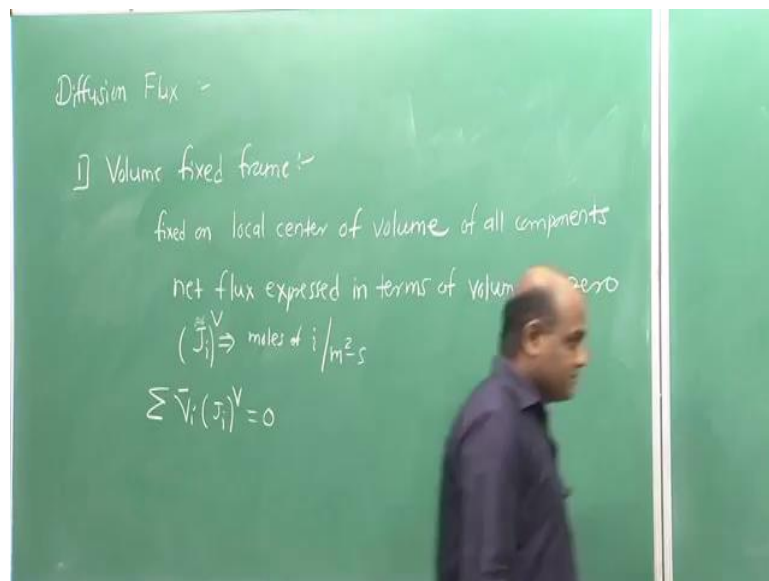 Diffusion Flux :-
1] Volume fixed frame :-
fixed on local center of volume of all components
net flux expressed in terms of zero
(J̃i)^V ⇒ moles of i/m²-s
Σ V̄i (Ji)^V = 0